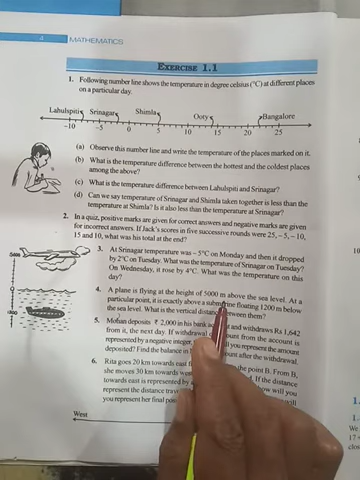 4 MATHEMATICS
EXERCISE 1.1
1. Following number line shows the temperature in degree celsius (°C) at different places
on a particular day.
Lahulspiti Srinagar Shimla Ooty Bangalore
–10 –5 0 5 10 15 20 25
(a) Observe this number line and write the temperature of the places marked on it.
(b) What is the temperature difference between the hottest and the coldest places
among the above?
(c) What is the temperature difference between Lahulspiti and Srinagar?
(d) Can we say temperature of Srinagar and Shimla taken together is less than the
temperature at Shimla? Is it also less than the temperature at Srinagar?
2. In a quiz, positive marks are given for correct answers and negative marks are given
for incorrect answers. If Jack's scores in five successive rounds were 25, –5, –10,
15 and 10, what was his total at the end?
3. At Srinagar temperature was – 5°C on Monday and then it dropped
by 2°C on Tuesday. What was the temperature of Srinagar on Tuesday?
On Wednesday, it rose by 4°C. What was the temperature on this
day?
4. A plane is flying at the height of 5000 m above the sea level. At a
particular point, it is exactly above a submarine floating 1200 m below
the sea level. What is the vertical distance between them?
5. Mohan deposits ₹ 2,000 in his bank and withdraws ₹ 1,642
from it, the next day. If withdrawal from the account is
represented by a negative integer, you represent the amount
deposited? Find the balance in account after the withdrawal.
6. Rita goes 20 km towards east the point B. From B,
she moves 30 km towards If the distance
towards east is represented by how will you
represent the distance will
you represent her final
West